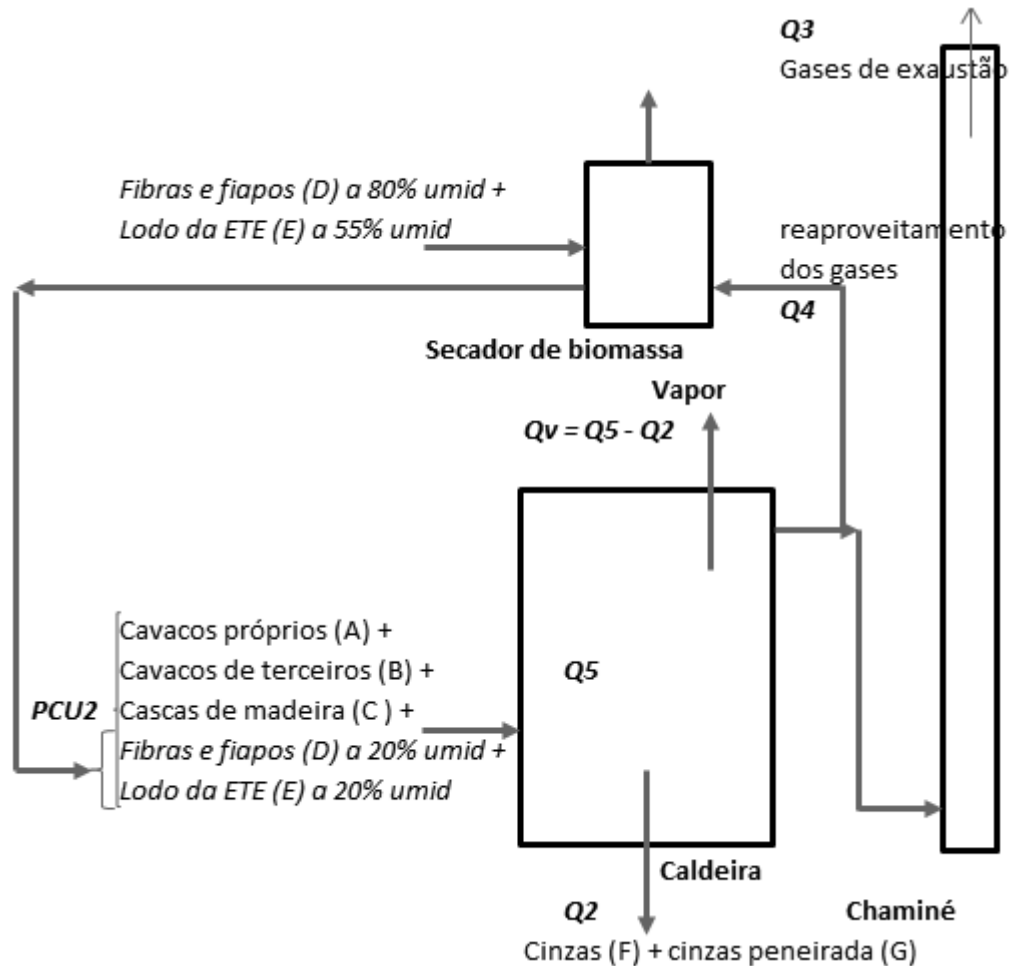 Q3
Gases de exaustão
Fibras e fiapos (D) a 80% umid +
Lodo da ETE (E) a 55% umid
reaproveitamento
dos gases
Q4
Secador de biomassa
Vapor
Qv = Q5 - Q2
Cavacos próprios (A) +
Cavacos de terceiros (B) +
Q5
PCU2
Cascas de madeira (C ) +
Fibras e fiapos (D) a 20% umid +
Lodo da ETE (E) a 20% umid
Caldeira
Q2
Chaminé
Cinzas (F) + cinzas peneirada (G)